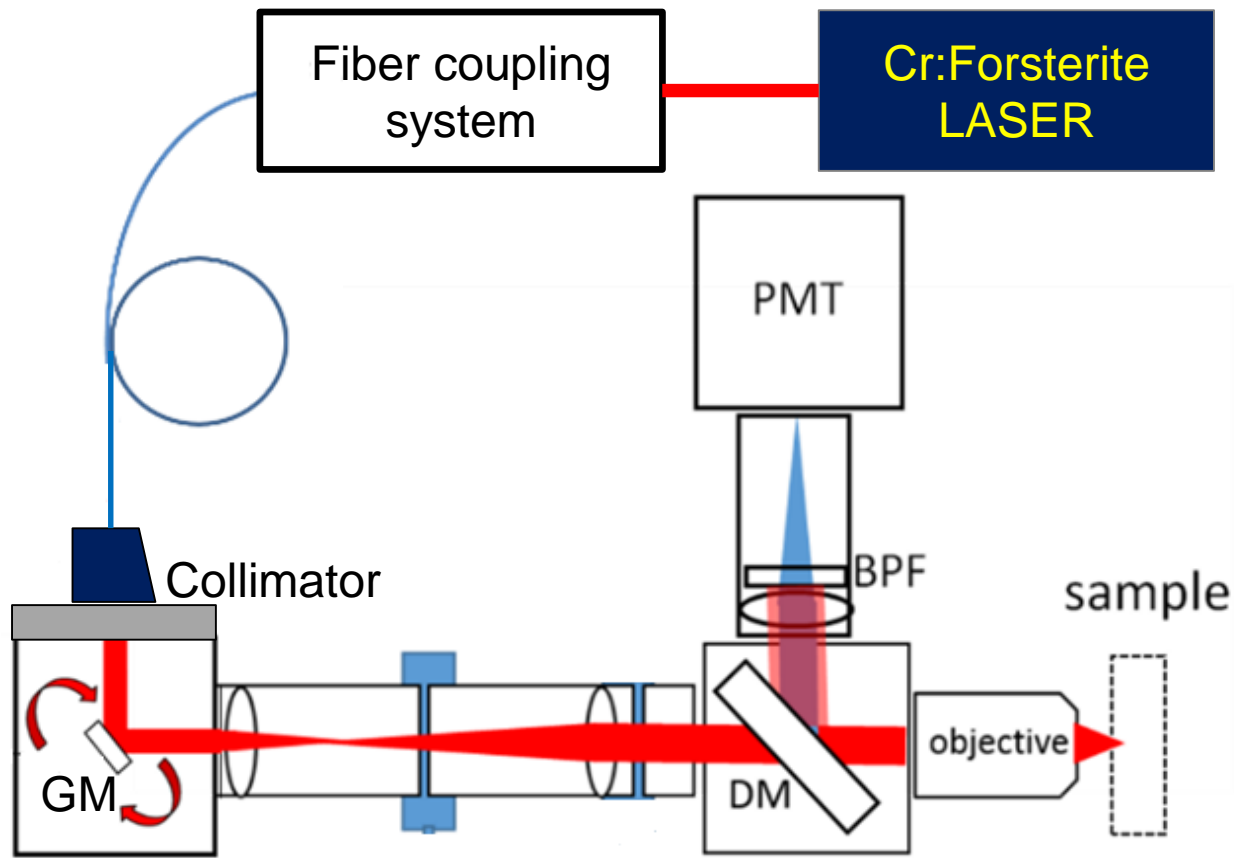 Fiber coupling
system
Cr:Forsterite
LASER
PMT
Collimator
BPF
sample
objective
GM
DM